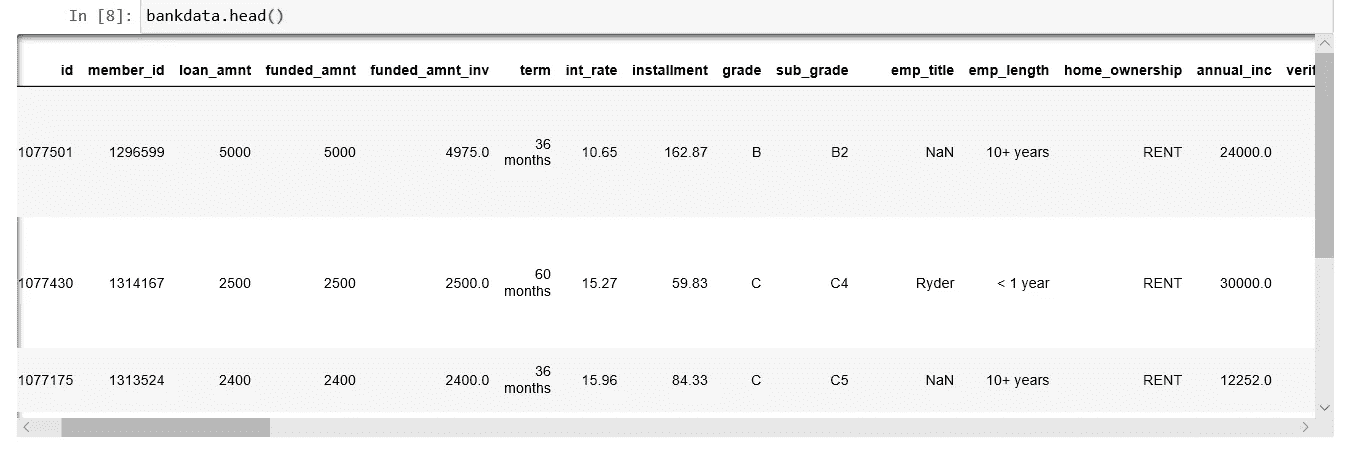 In [8]: bankdata.head()
id member_id loan_amnt funded_amnt funded_amnt_inv term int_rate installment grade sub_grade emp_title emp_length home_ownership annual_inc verif
1077501 1296599 5000 5000 4975.0 36 months 10.65 162.87 B B2 NaN 10+ years RENT 24000.0
1077430 1314167 2500 2500 2500.0 60 months 15.27 59.83 C C4 Ryder < 1 year RENT 30000.0
1077175 1313524 2400 2400 2400.0 36 months 15.96 84.33 C C5 NaN 10+ years RENT 12252.0